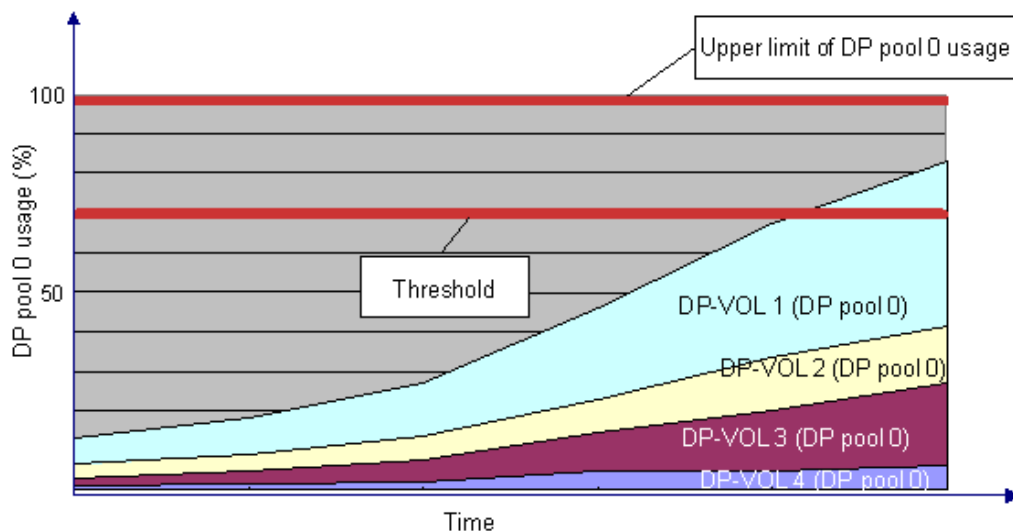 Upper limit of DP pool 0 usage
100
50
DP pool 0 usage (%)
Threshold
DP-VOL 1 (DP pool 0)
DP-VOL 2 (DP pool 0)
DP-VOL 3 (DP pool 0)
DP-VOL 4 (DP pool 0)
Time